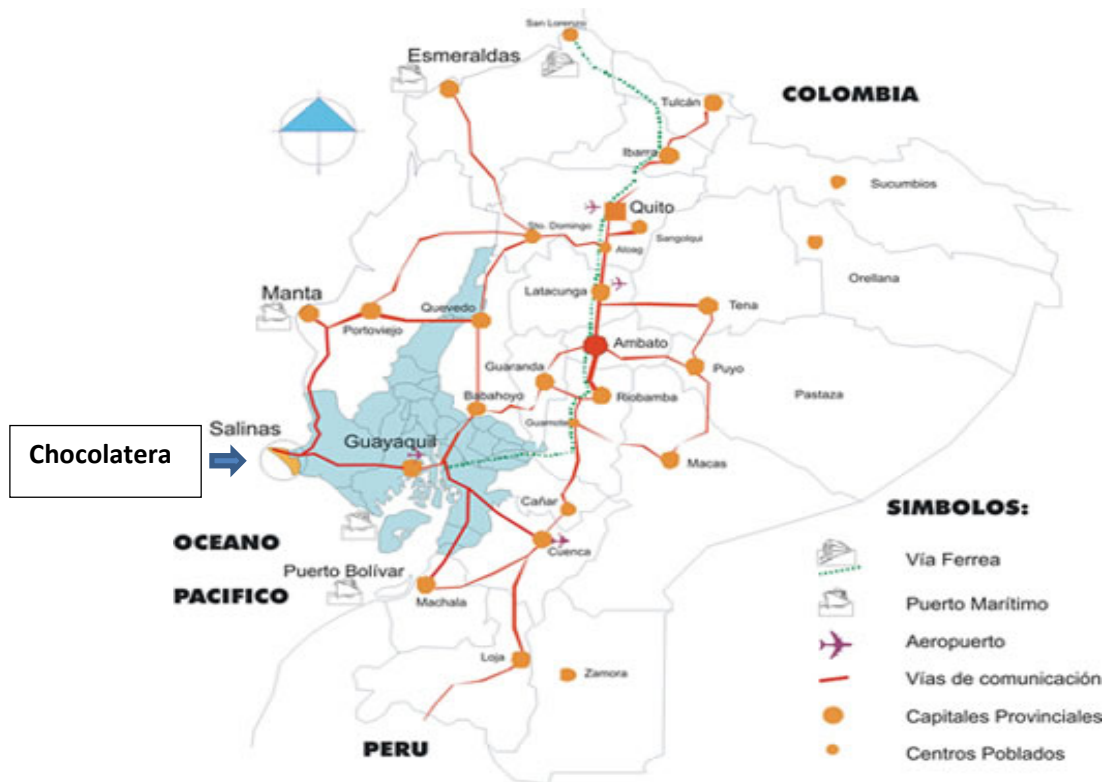 San Lorenzo
Esmeraldas
COLOMBIA
Tulcán
Ibarra
Sucumbios
Quito
Sto. Domingo
Sangolqui
Aloag
Orellana
Latacunga
Manta
Quevedo
Tena
Portoviejo
Ambato
Guaranda
Puyo
Pastaza
Babahoyo
Riobamba
Salinas
Guamote
Chocolatera
Guayaquil
Macas
Cañar
SIMBOLOS:
OCEANO
Cuenca
Vía Ferrea
Puerto Bolívar
PACIFICO
Machala
Puerto Marítimo
Aeropuerto
Loja
Zamora
Vías de comunicación
Capitales Provinciales
PERU
Centros Poblados